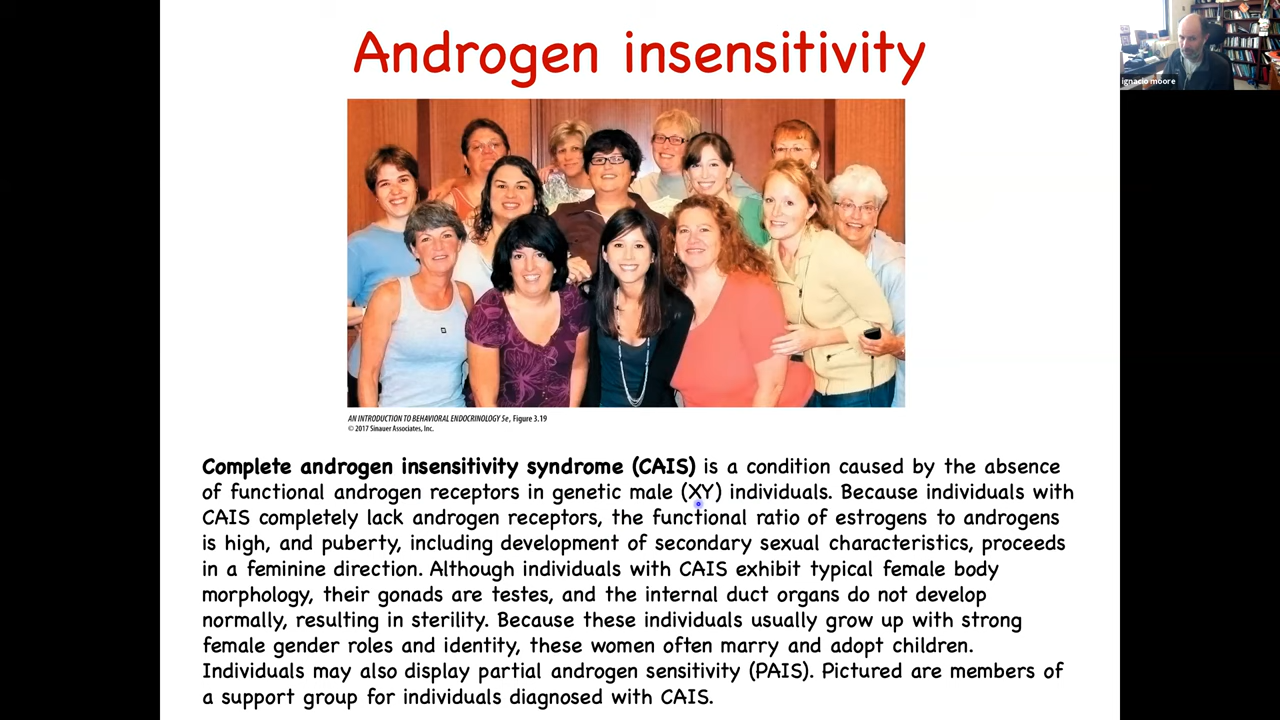 Androgen insensitivity
ignacio moore
AN INTRODUCTION TO BEHAVIORAL ENDOCRINOLOGY 5e, Figure 3.19
© 2017 Sinauer Associates, Inc.
Complete androgen insensitivity syndrome (CAIS) is a condition caused by the absence
of functional androgen receptors in genetic male (XY) individuals. Because individuals with
CAIS completely lack androgen receptors, the functional ratio of estrogens to androgens
is high, and puberty, including development of secondary sexual characteristics, proceeds
in a feminine direction. Although individuals with CAIS exhibit typical female body
morphology, their gonads are testes, and the internal duct organs do not develop
normally, resulting in sterility. Because these individuals usually grow up with strong
female gender roles and identity, these women often marry and adopt children.
Individuals may also display partial androgen sensitivity (PAIS). Pictured are members of
a support group for individuals diagnosed with CAIS.